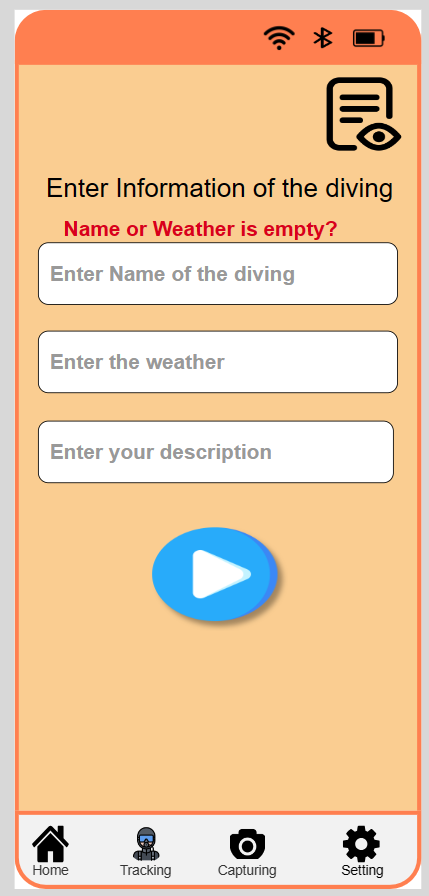 Enter Information of the diving
Name or Weather is empty?
Enter Name of the diving
Enter the weather
Enter your description
Home Tracking Capturing Setting